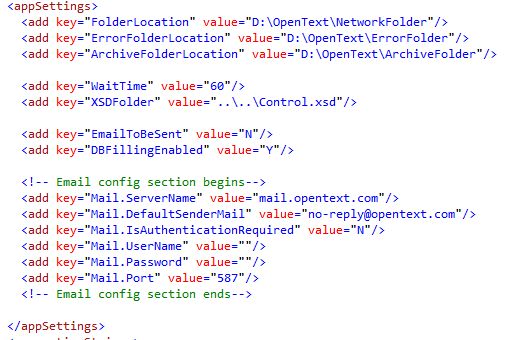 <appSettings>
<add key="FolderLocation" value="D:\OpenText\NetworkFolder"/>
<add key="ErrorFolderLocation" value="D:\OpenText\ErrorFolder"/>
<add key="ArchiveFolderLocation" value="D:\OpenText\ArchiveFolder"/>
<add key="WaitTime" value="60"/>
<add key="XSDFolder" value="..\..\Control.xsd"/>
<add key="EmailToBeSent" value="N"/>
<add key="DBFillingEnabled" value="Y"/>
<!-- Email config section begins-->
<add key="Mail.ServerName" value="mail.opentext.com"/>
<add key="Mail.DefaultSenderMail" value="no-reply@opentext.com"/>
<add key="Mail.IsAuthenticationRequired" value="N"/>
<add key="Mail.UserName" value=""/>
<add key="Mail.Password" value=""/>
<add key="Mail.Port" value="587"/>
<!-- Email config section ends-->
</appSettings>